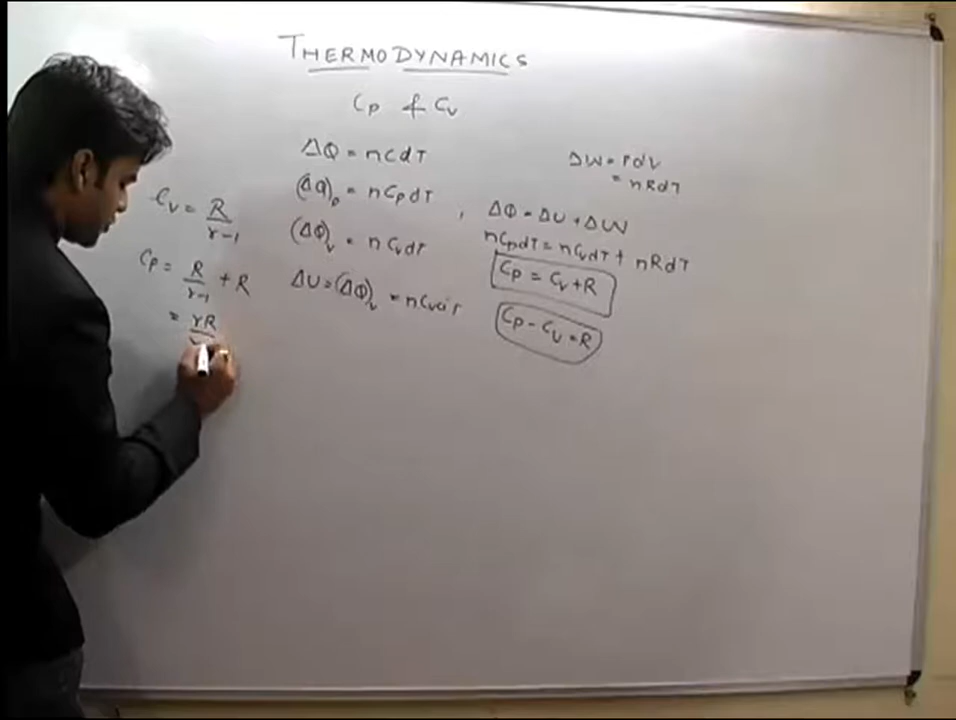 THERMODYNAMICS
Cp & Cv
ΔQ = nCdT
(ΔQ)p = nCpdT
(ΔQ)v = nCvdT
ΔU = (ΔQ)v = nCvdT
ΔW = PdV
= nRdT
, ΔQ = ΔU + ΔW
nCpdT = nCvdT + nRdT
Cp = Cv + R
Cp - Cv = R
Cv = R/γ-1
Cp = R/γ-1 + R
= γR